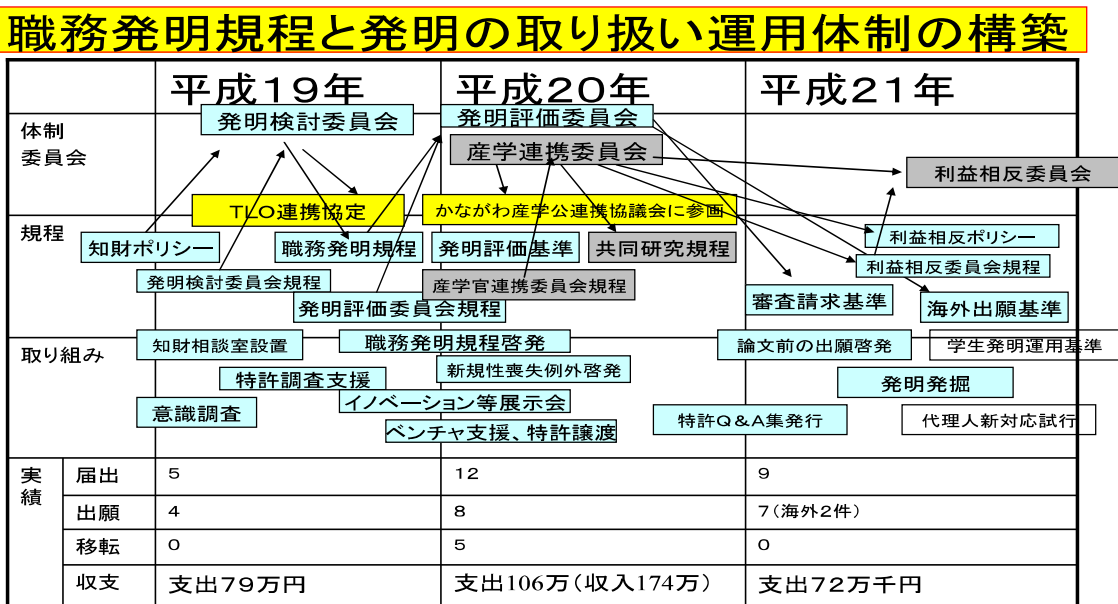 職務発明規程と発明の取り扱い運用体制の構築
平成19年
平成20年
平成21年
体制
委員会
発明検討委員会
発明評価委員会
産学連携委員会
利益相反委員会
TLO連携協定
かながわ産学公連携協議会に参画
規程
知財ポリシー
職務発明規程
発明評価基準
共同研究規程
利益相反ポリシー
発明検討委員会規程
産学官連携委員会規程
利益相反委員会規程
発明評価委員会規程
審査請求基準
海外出願基準
取り組み
知財相談室設置
職務発明規程啓発
論文前の出願啓発
学生発明運用基準
特許調査支援
新規性喪失例外啓発
発明発掘
意識調査
イノベーション等展示会
特許Q&A集発行
代理人新対応試行
ベンチャ支援、特許譲渡
実績
届出
5
12
9
出願
4
8
7(海外2件)
移転
0
5
0
収支
支出79万円
支出106万(収入174万)
支出72万千円